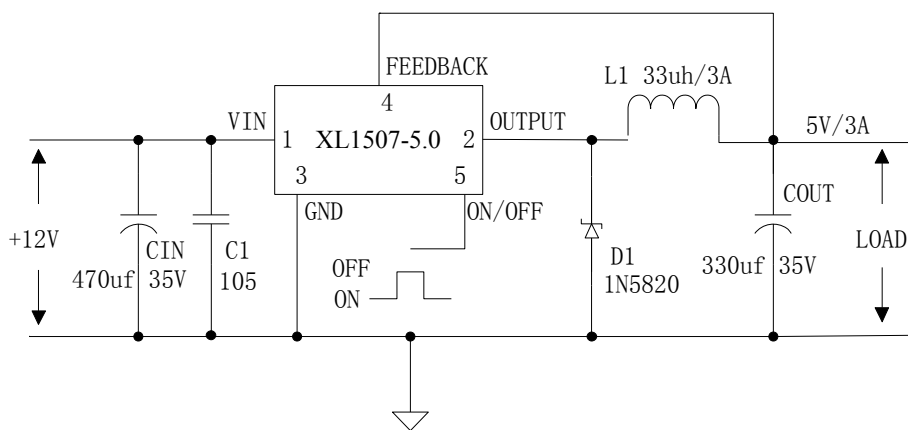 FEEDBACK
L1 33uh/3A
4
VIN
1
XL1507-5.0
2
OUTPUT
5V/3A
3
5
GND
ON/OFF
COUT
+12V
CIN
470uf 35V
C1
105
OFF
ON
D1
1N5820
330uf 35V
LOAD